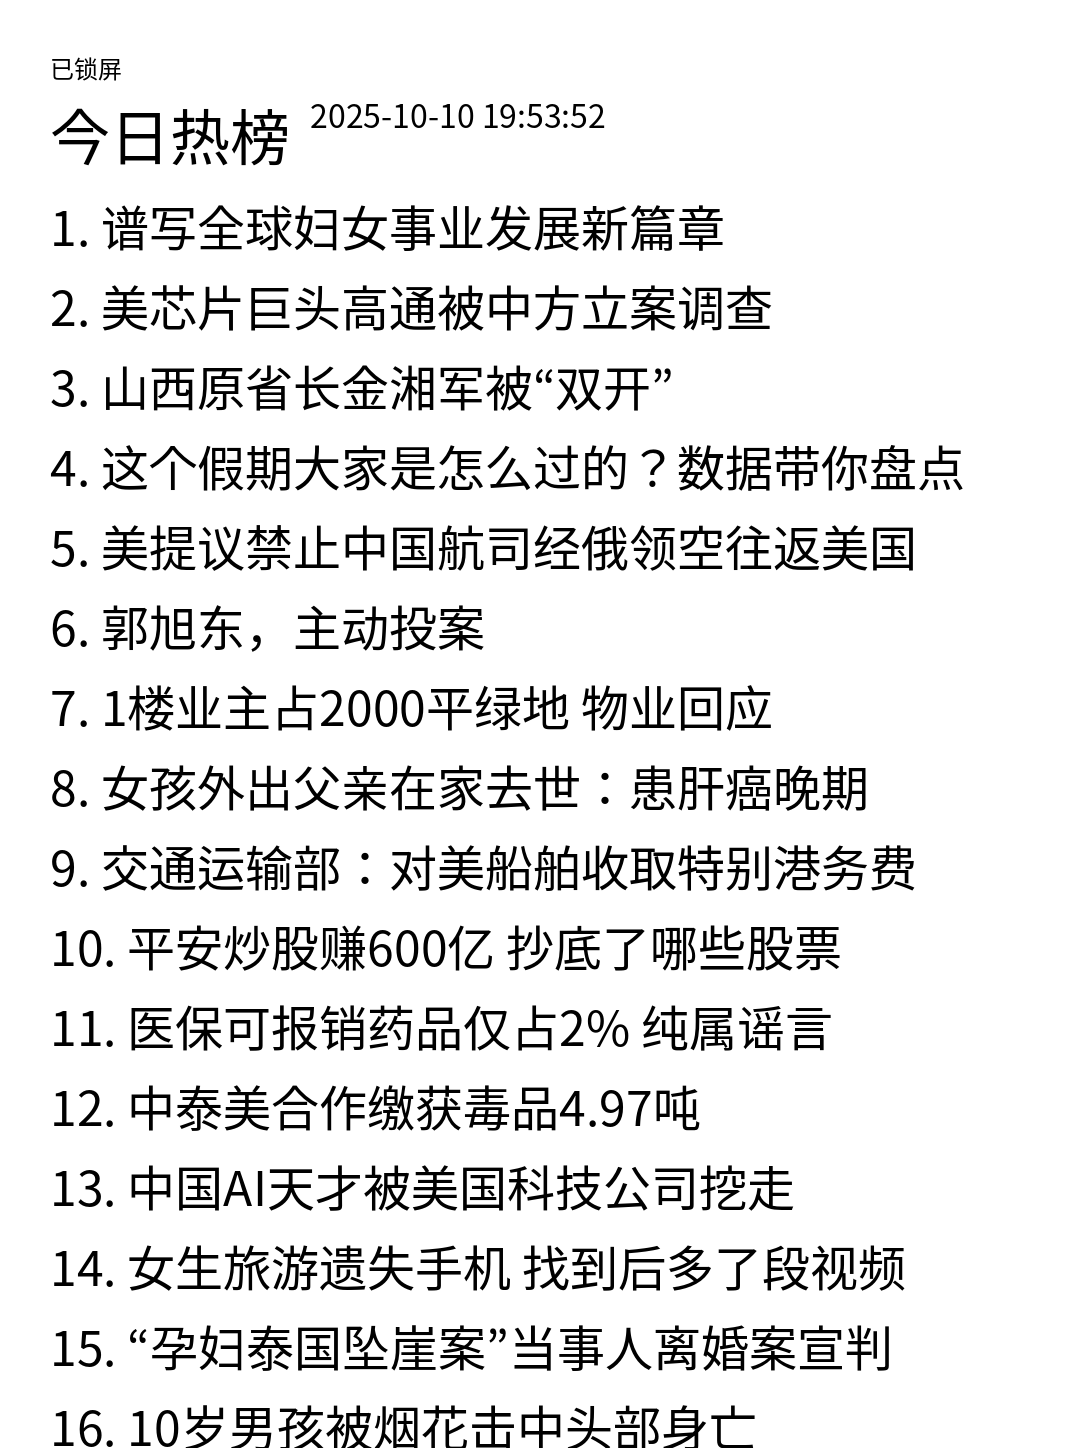 已锁屏
今日热榜 2025-10-10 19:53:52
1. 谱写全球妇女事业发展新篇章
2. 美芯片巨头高通被中方立案调查
3. 山西原省长金湘军被“双开”
4. 这个假期大家是怎么过的？数据带你盘点
5. 美提议禁止中国航司经俄领空往返美国
6. 郭旭东，主动投案
7. 1楼业主占2000平绿地 物业回应
8. 女孩外出父亲在家去世：患肝癌晚期
9. 交通运输部：对美船舶收取特别港务费
10. 平安炒股赚600亿 抄底了哪些股票
11. 医保可报销药品仅占2% 纯属谣言
12. 中泰美合作缴获毒品4.97吨
13. 中国AI天才被美国科技公司挖走
14. 女生旅游遗失手机 找到后多了段视频
15. “孕妇泰国坠崖案”当事人离婚案宣判
16. 10岁男孩被烟花击中头部身亡